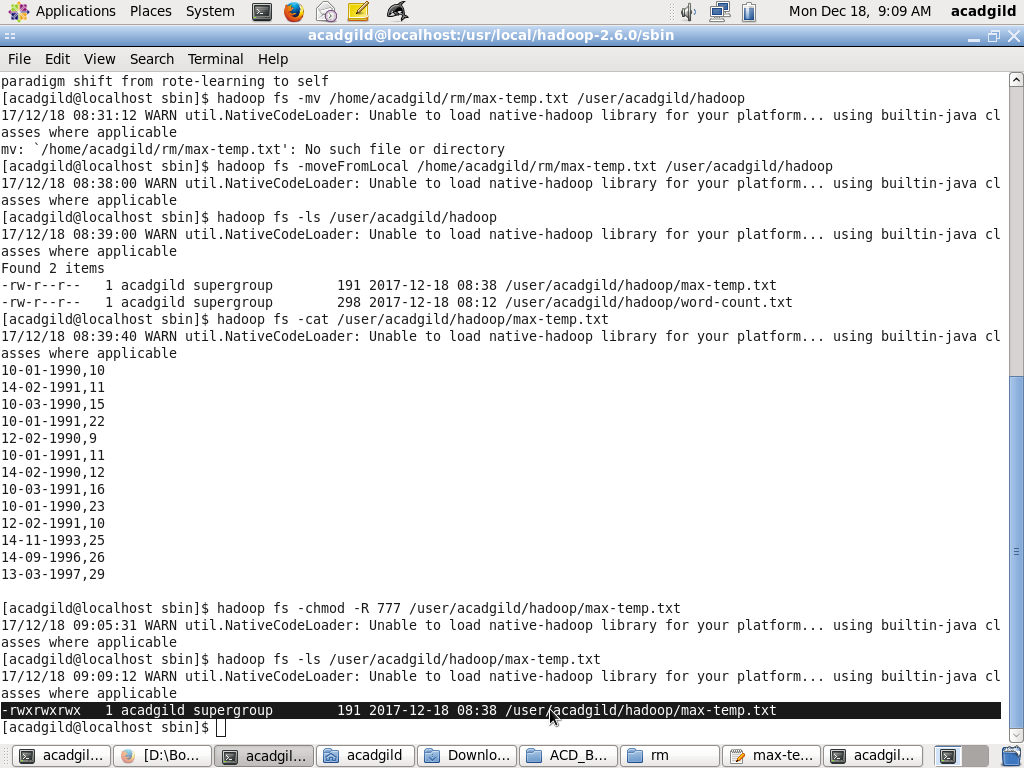 Applications Places System Mon Dec 18, 9:09 AM acadgild
acadgild@localhost:/usr/local/hadoop-2.6.0/sbin
File Edit View Search Terminal Help
paradigm shift from rote-learning to self
[acadgild@localhost sbin]$ hadoop fs -mv /home/acadgild/rm/max-temp.txt /user/acadgild/hadoop
17/12/18 08:31:12 WARN util.NativeCodeLoader: Unable to load native-hadoop library for your platform... using builtin-java cl
asses where applicable
mv: `/home/acadgild/rm/max-temp.txt': No such file or directory
[acadgild@localhost sbin]$ hadoop fs -moveFromLocal /home/acadgild/rm/max-temp.txt /user/acadgild/hadoop
17/12/18 08:38:00 WARN util.NativeCodeLoader: Unable to load native-hadoop library for your platform... using builtin-java cl
asses where applicable
[acadgild@localhost sbin]$ hadoop fs -ls /user/acadgild/hadoop
17/12/18 08:39:00 WARN util.NativeCodeLoader: Unable to load native-hadoop library for your platform... using builtin-java cl
asses where applicable
Found 2 items
-rw-r--r--   1 acadgild supergroup        191 2017-12-18 08:38 /user/acadgild/hadoop/max-temp.txt
-rw-r--r--   1 acadgild supergroup        298 2017-12-18 08:12 /user/acadgild/hadoop/word-count.txt
[acadgild@localhost sbin]$ hadoop fs -cat /user/acadgild/hadoop/max-temp.txt
17/12/18 08:39:40 WARN util.NativeCodeLoader: Unable to load native-hadoop library for your platform... using builtin-java cl
asses where applicable
10-01-1990,10
14-02-1991,11
10-03-1990,15
10-01-1991,22
12-02-1990,9
10-01-1991,11
14-02-1990,12
10-03-1991,16
10-01-1990,23
12-02-1991,10
14-11-1993,25
14-09-1996,26
13-03-1997,29
[acadgild@localhost sbin]$ hadoop fs -chmod -R 777 /user/acadgild/hadoop/max-temp.txt
17/12/18 09:05:31 WARN util.NativeCodeLoader: Unable to load native-hadoop library for your platform... using builtin-java cl
asses where applicable
[acadgild@localhost sbin]$ hadoop fs -ls /user/acadgild/hadoop/max-temp.txt
17/12/18 09:09:12 WARN util.NativeCodeLoader: Unable to load native-hadoop library for your platform... using builtin-java cl
asses where applicable
-rwxrwxrwx   1 acadgild supergroup        191 2017-12-18 08:38 /user/acadgild/hadoop/max-temp.txt
[acadgild@localhost sbin]$
acadgil... [D:\Bo... acadgil... acadgild Downlo... ACD_B... rm max-te... acadgil...